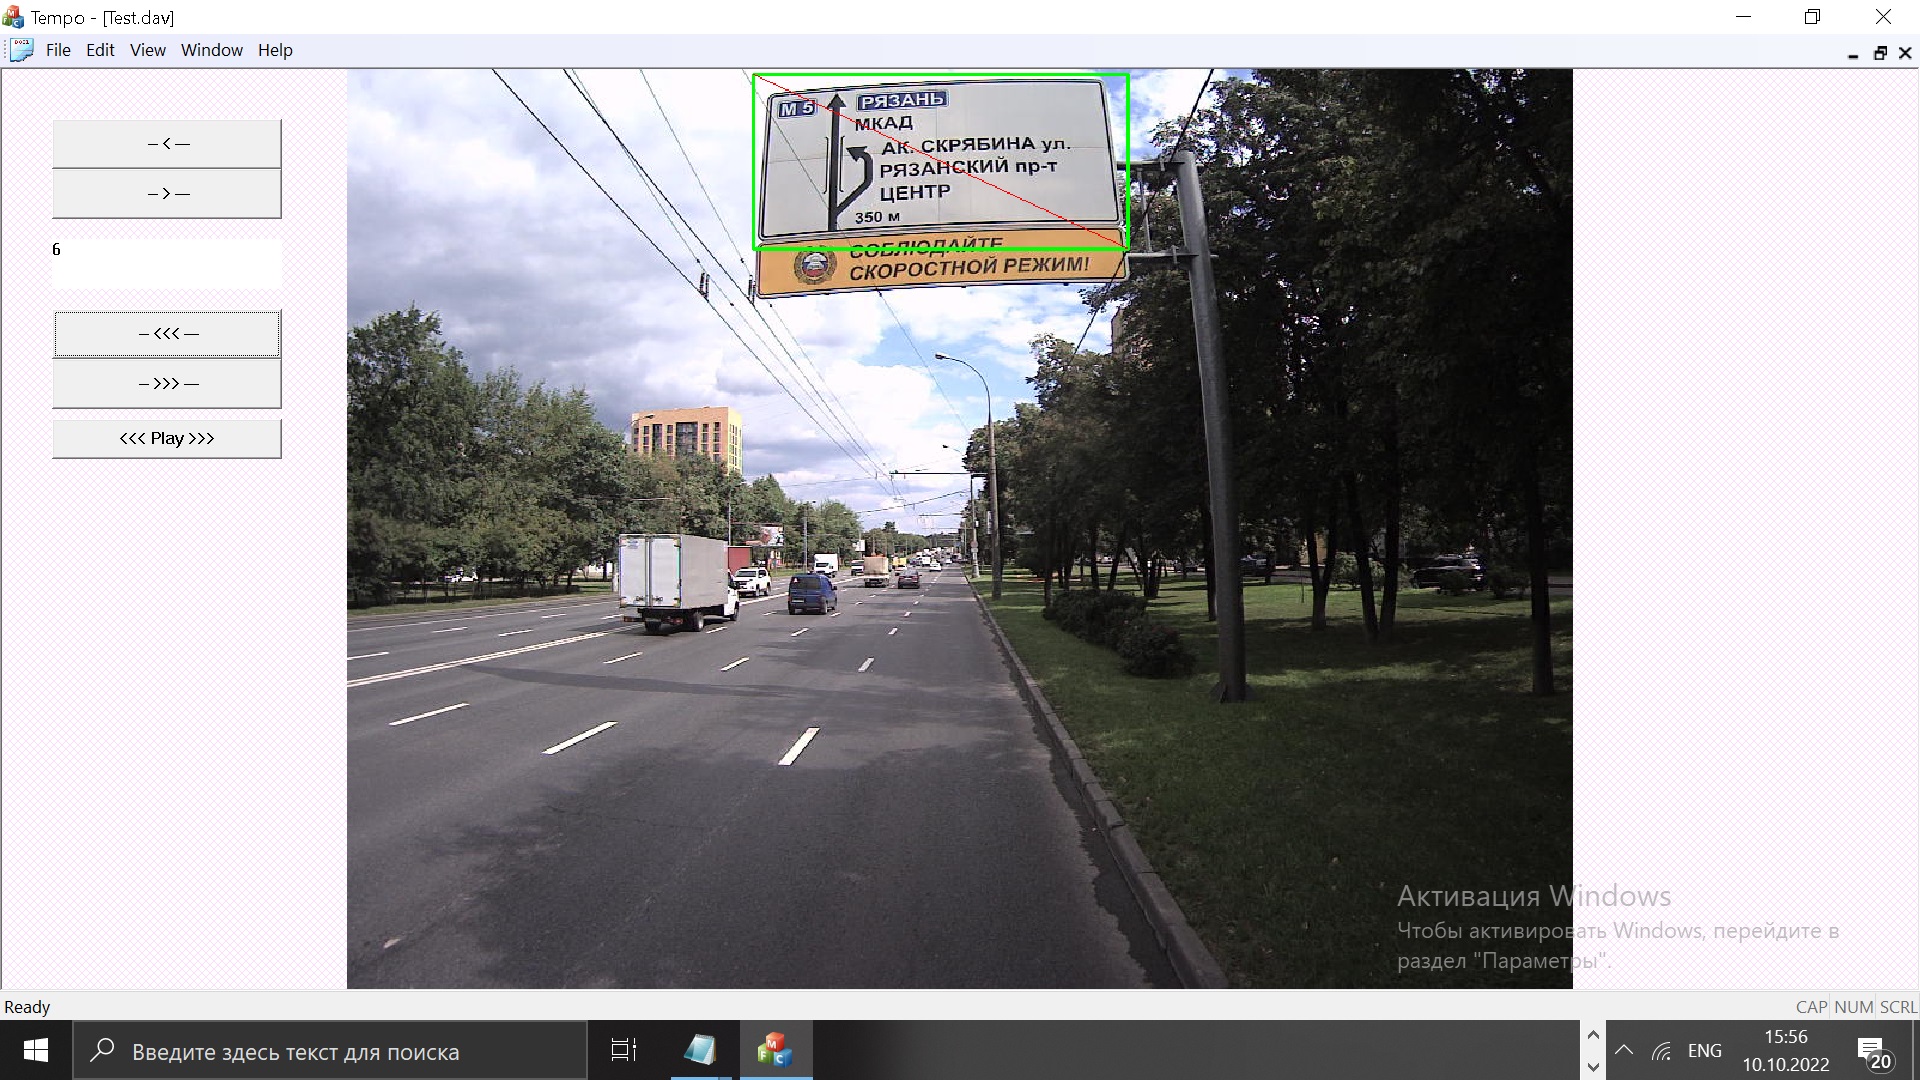 Tempo - [Test.dav]
File Edit View Window Help
– < —
– > —
6
– <<< —
– >>> —
<<< Play >>>
М 5 РЯЗАНЬ
МКАД
АК. СКРЯБИНА ул.
РЯЗАНСКИЙ пр-т
ЦЕНТР
350 м
СОБЛЮДАЙТЕ
СКОРОСТНОЙ РЕЖИМ!
Активация Windows
Чтобы активировать Windows, перейдите в
раздел "Параметры".
Ready
CAP NUM SCRL
Введите здесь текст для поиска
ENG
15:56
10.10.2022
20